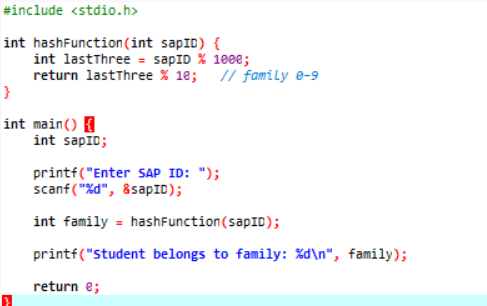 #include <stdio.h>
int hashFunction(int sapID) {
int lastThree = sapID % 1000;
return lastThree % 10;   // family 0-9
}
int main() {
int sapID;
printf("Enter SAP ID: ");
scanf("%d", &sapID);
int family = hashFunction(sapID);
printf("Student belongs to family: %d\n", family);
return 0;
}